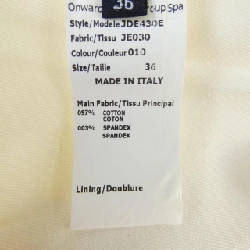 36
Onward
oup Spa
Style/Modele JDE430E
Fabric/Tissu JE030
Colour/Couleur 010
Size/Taille 36
MADE IN ITALY
Main Fabric/Tissu Principal
097% COTTON
COTON
003% SPANDEX
SPANDEX
Lining/Doublure